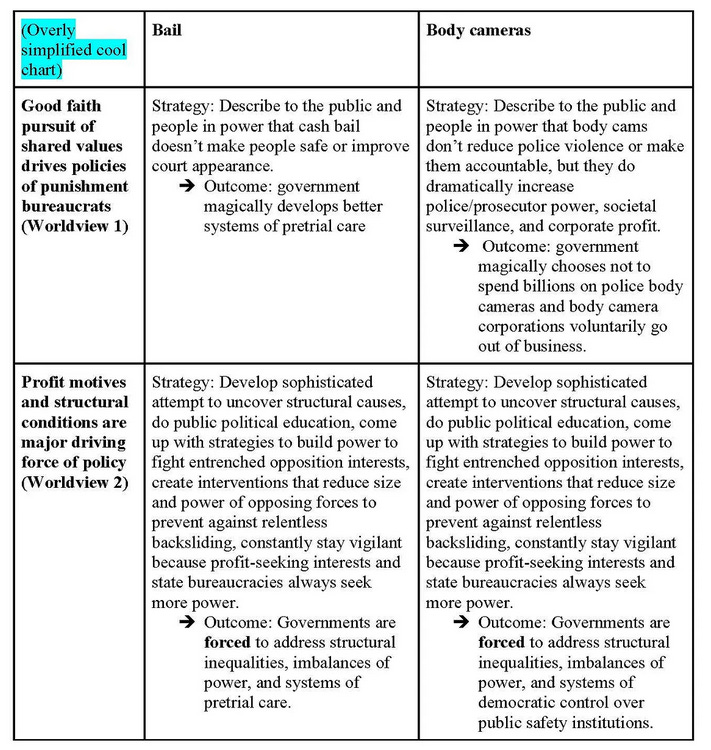 (Overly
simplified cool
chart)
Bail
Body cameras
Good faith
pursuit of
shared values
drives policies
of punishment
bureaucrats
(Worldview 1)
Strategy: Describe to the public and
people in power that cash bail
doesn’t make people safe or improve
court appearance.
➔ Outcome: government
magically develops better
systems of pretrial care
Strategy: Describe to the public and
people in power that body cams
don’t reduce police violence or make
them accountable, but they do
dramatically increase
police/prosecutor power, societal
surveillance, and corporate profit.
➔ Outcome: government
magically chooses not to
spend billions on police body
cameras and body camera
corporations voluntarily go
out of business.
Profit motives
and structural
conditions are
major driving
force of policy
(Worldview 2)
Strategy: Develop sophisticated
attempt to uncover structural causes,
do public political education, come
up with strategies to build power to
fight entrenched opposition interests,
create interventions that reduce size
and power of opposing forces to
prevent against relentless
backsliding, constantly stay vigilant
because profit-seeking interests and
state bureaucracies always seek
more power.
➔ Outcome: Governments are
forced to address structural
inequalities, imbalances of
power, and systems of
pretrial care.
Strategy: Develop sophisticated
attempt to uncover structural causes,
do public political education, come
up with strategies to build power to
fight entrenched opposition interests,
create interventions that reduce size
and power of opposing forces to
prevent against relentless
backsliding, constantly stay vigilant
because profit-seeking interests and
state bureaucracies always seek
more power.
➔ Outcome: Governments are
forced to address structural
inequalities, imbalances of
power, and systems of
democratic control over
public safety institutions.